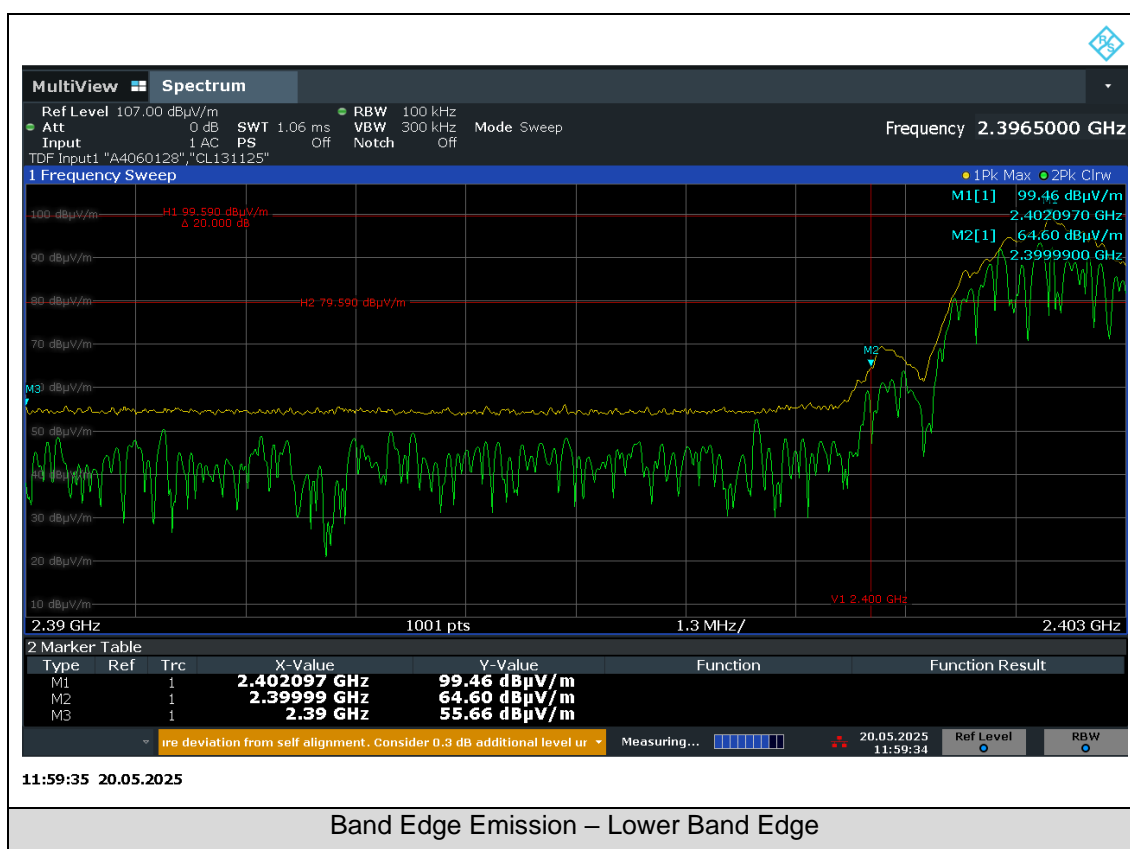 R&S
MultiView Spectrum
Ref Level 107.00 dBµV/m RBW 100 kHz
Att 0 dB SWT 1.06 ms VBW 300 kHz Mode Sweep Frequency 2.3965000 GHz
Input 1 AC PS Off Notch Off
TDF Input1 "A4060128","CL131125"
1 Frequency Sweep 1Pk Max 2Pk Clrw
M1[1] 99.46 dBµV/m
2.4020970 GHz
M2[1] 64.60 dBµV/m
2.3999900 GHz
100 dBµV/m
H1 99.590 dBµV/m
Δ 20.000 dB
90 dBµV/m
80 dBµV/m
H2 79.590 dBµV/m
70 dBµV/m
M2
M3
50 dBµV/m
30 dBµV/m
20 dBµV/m
10 dBµV/m
V1 2.400 GHz
2.39 GHz 1001 pts 1.3 MHz/ 2.403 GHz
2 Marker Table
Type Ref Trc X-Value Y-Value Function Function Result
M1 1 2.402097 GHz 99.46 dBµV/m
M2 1 2.39999 GHz 64.60 dBµV/m
M3 1 2.39 GHz 55.66 dBµV/m
ure deviation from self alignment. Consider 0.3 dB additional level ur Measuring... 20.05.2025 Ref Level RBW
11:59:34
11:59:35 20.05.2025
Band Edge Emission – Lower Band Edge